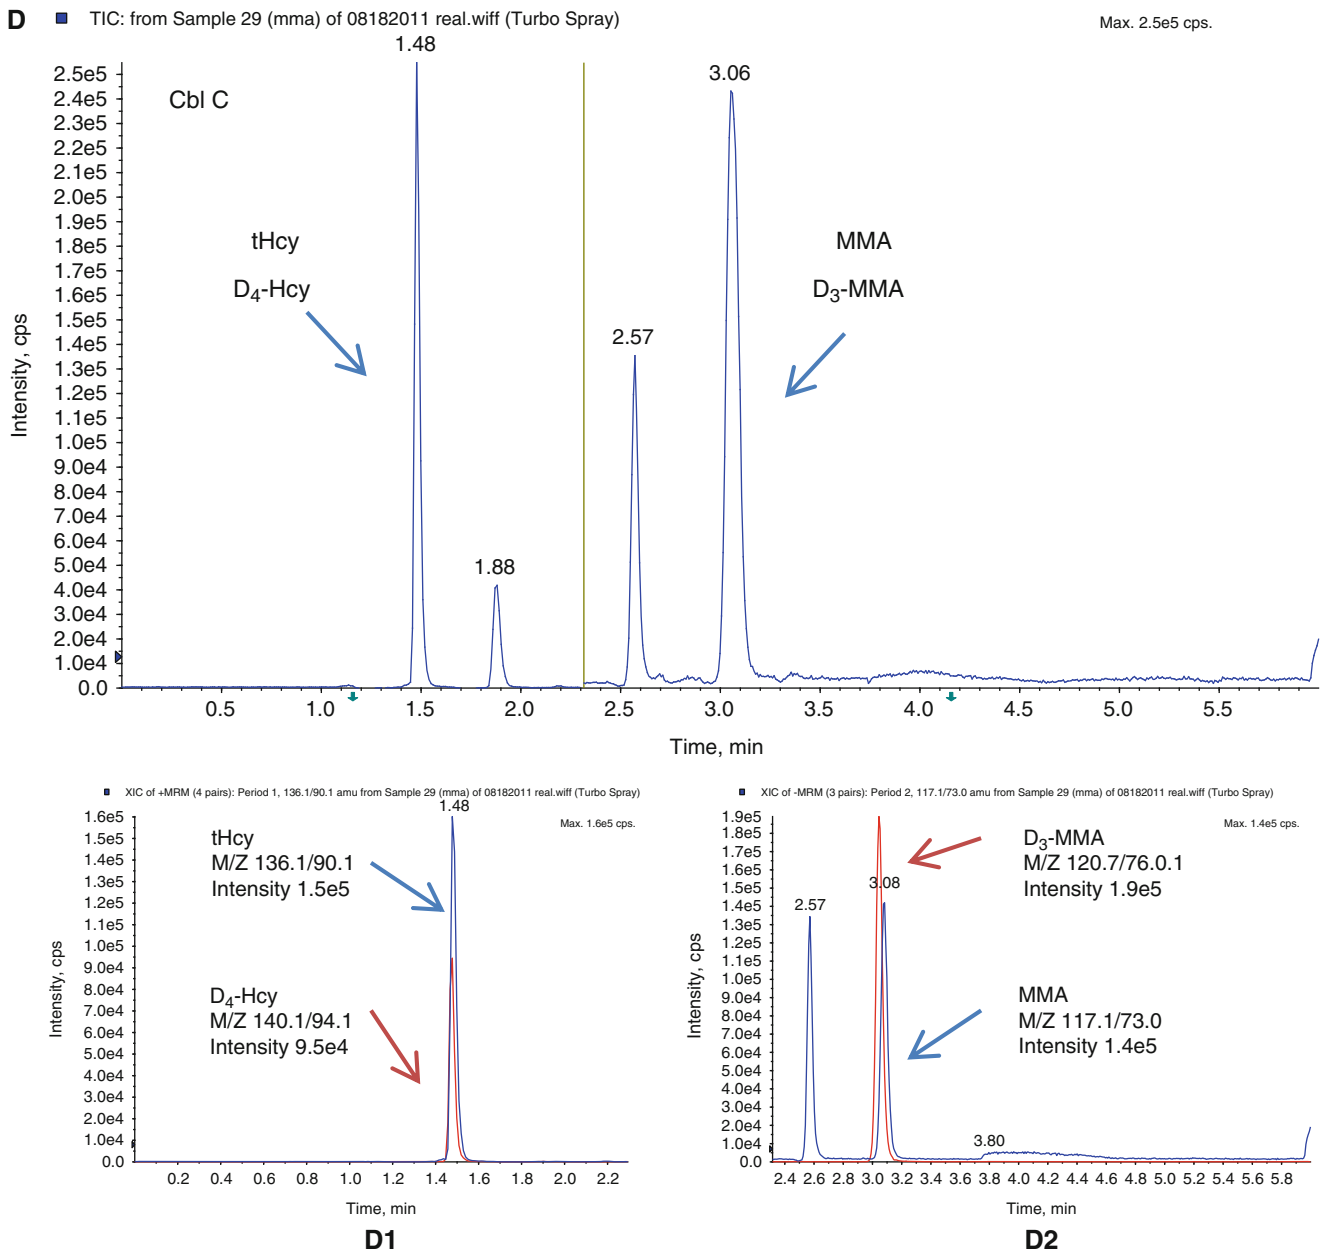 D
TIC: from Sample 29 (mma) of 08182011 real.wiff (Turbo Spray)
Max. 2.5e5 cps.
1.48
3.06
2.5e5
2.4e5
2.3e5
2.2e5
2.1e5
2.0e5
1.9e5
1.8e5
1.7e5
1.6e5
1.5e5
1.4e5
1.3e5
1.2e5
1.1e5
1.0e5
9.0e4
8.0e4
7.0e4
6.0e4
5.0e4
4.0e4
3.0e4
2.0e4
1.0e4
0.0
Intensity, cps
Cbl C
tHcy
D4-Hcy
MMA
D3-MMA
2.57
1.88
0.5 1.0 1.5 2.0 2.5 3.0 3.5 4.0 4.5 5.0 5.5
Time, min
XIC of +MRM (4 pairs): Period 1, 136.1/90.1 amu from Sample 29 (mma) of 08182011 real.wiff (Turbo Spray)
1.48
Max. 1.6e5 cps.
1.6e5
1.5e5
1.4e5
1.3e5
1.2e5
1.1e5
1.0e5
9.0e4
8.0e4
7.0e4
6.0e4
5.0e4
4.0e4
3.0e4
2.0e4
1.0e4
0.0
Intensity, cps
tHcy
M/Z 136.1/90.1
Intensity 1.5e5
D4-Hcy
M/Z 140.1/94.1
Intensity 9.5e4
0.2 0.4 0.6 0.8 1.0 1.2 1.4 1.6 1.8 2.0 2.2
Time, min
D1
XIC of -MRM (3 pairs): Period 2, 117.1/73.0 amu from Sample 29 (mma) of 08182011 real.wiff (Turbo Spray)
Max. 1.4e5 cps.
1.9e5
1.8e5
1.7e5
1.6e5
1.5e5
1.4e5
1.3e5
1.2e5
1.1e5
1.0e5
9.0e4
8.0e4
7.0e4
6.0e4
5.0e4
4.0e4
3.0e4
2.0e4
1.0e4
0.0
Intensity, cps
2.57
3.08
3.80
D3-MMA
M/Z 120.7/76.0.1
Intensity 1.9e5
MMA
M/Z 117.1/73.0
Intensity 1.4e5
2.4 2.6 2.8 3.0 3.2 3.4 3.6 3.8 4.0 4.2 4.4 4.6 4.8 5.0 5.2 5.4 5.6 5.8
Time, min
D2